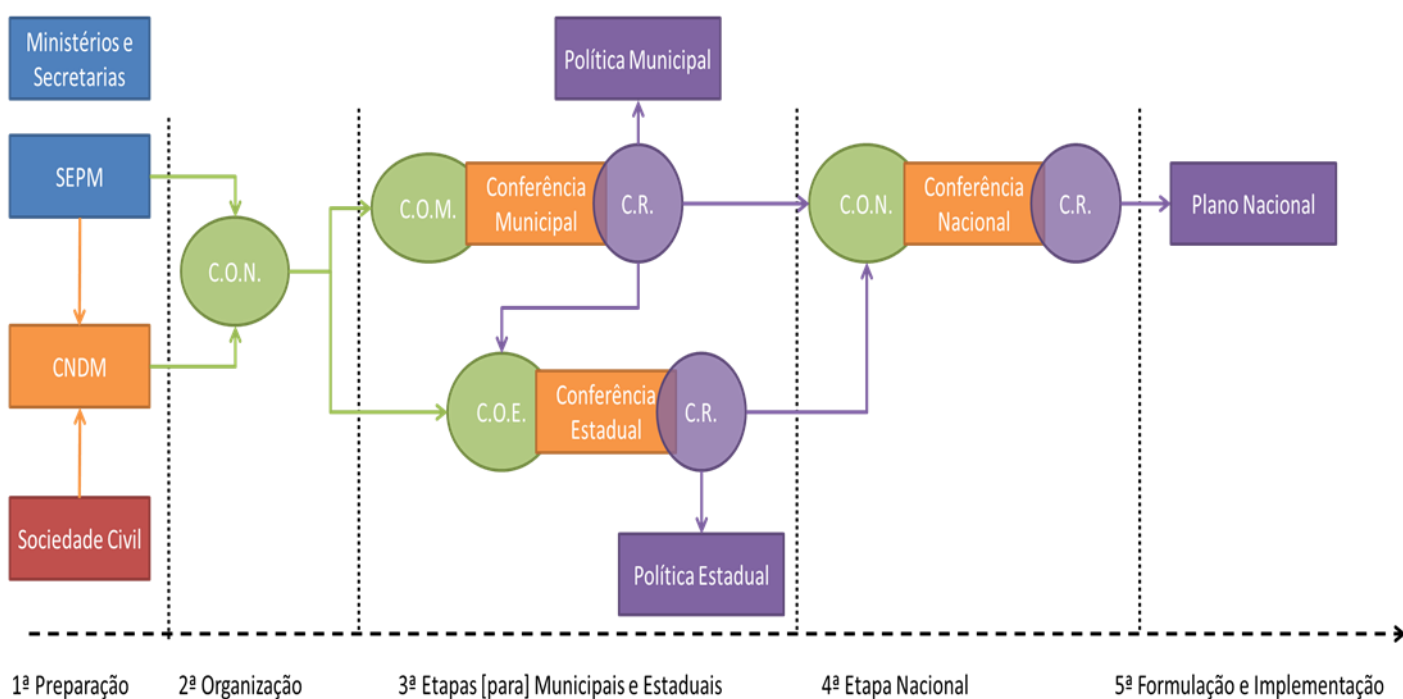 Ministérios e
Secretarias
SEPM
CNDM
Sociedade Civil
C.O.N.
Política Municipal
C.O.M.
Conferência
Municipal
C.R.
C.O.E.
Conferência
Estadual
C.R.
Política Estadual
C.O.N.
Conferência
Nacional
C.R.
Plano Nacional
1ª Preparação
2ª Organização
3ª Etapas [para] Municipais e Estaduais
4ª Etapa Nacional
5ª Formulação e Implementação